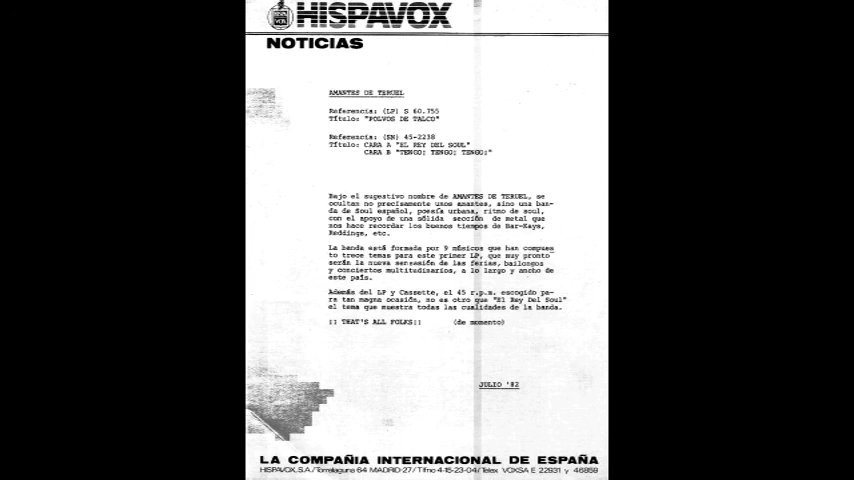 HISPAVOX
NOTICIAS
AMANTES DE TERUEL
Referencia: (LP) S 60.755
Título: "POLVOS DE TALCO"
Referencia: (SN) 45-2238
Título: CARA A "EL REY DEL SOUL"
CARA B "TENGO; TENGO; TENGO;"
Bajo el sugestivo nombre de AMANTES DE TERUEL, se
ocultan no precisamente unos amantes, sino una ban-
da de Soul español, poesía urbana, ritmo de soul,
con el apoyo de una sólida sección de metal que
nos hace recordar los buenos tiempos de Bar-Kays,
Reddings, etc.
La banda está formada por 9 músicos que han compues
to trece temas para este primer LP, que muy pronto
serán la nueva sensación de las ferias, bailongos
y conciertos multitudinarios, a lo largo y ancho de
este país.
Además del LP y Cassette, el 45 r.p.m. escogido pa-
ra tan magna ocasión, no es otro que "El Rey Del Soul"
el tema que muestra todas las cualidades de la banda.
!! THAT'S ALL FOLKS!! (de momento)
JULIO '82
LA COMPAÑIA INTERNACIONAL DE ESPAÑA
HISPAVOX, S.A./Torrelaguna 64 MADRID-27/Tfno 4-15-23-04/Telex VOXSA E 22931 y 46859